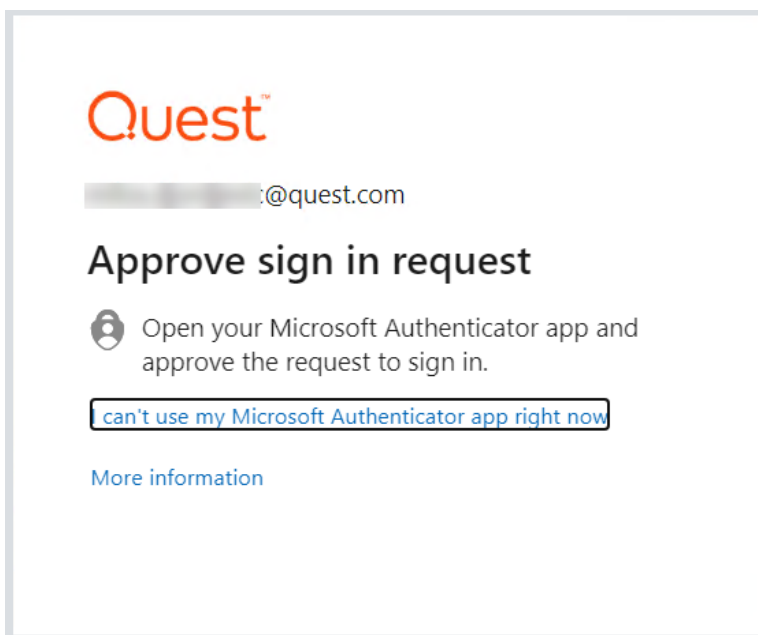 Quest™
@quest.com
Approve sign in request
Open your Microsoft Authenticator app and
approve the request to sign in.
I can't use my Microsoft Authenticator app right now
More information